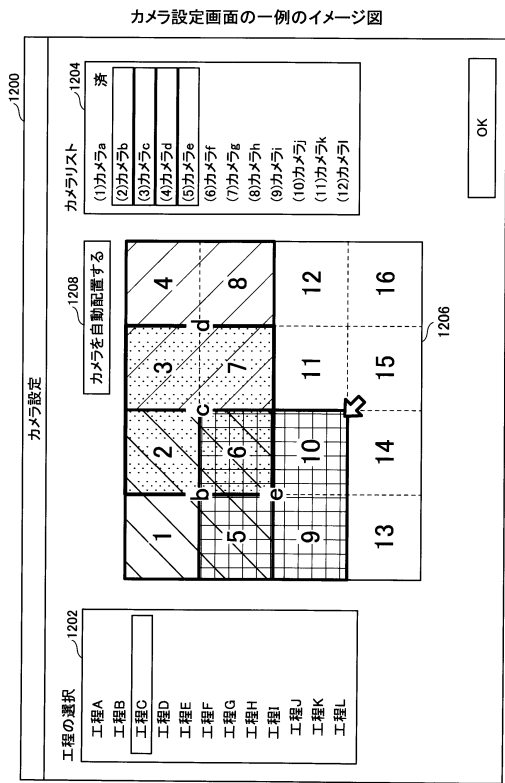 カメラ設定画面の一例のイメージ図
1200
カメラ設定
工程の選択
1202
工程A
工程B
工程C
工程D
工程E
工程F
工程G
工程H
工程I
工程J
工程K
工程L
1208
カメラを自動配置する
1 2 3 4
b c d
5 6 7 8
e
9 10 11 12
13 14 15 16
1206
カメラリスト
1204
(1)カメラa 済
(2)カメラb
(3)カメラc
(4)カメラd
(5)カメラe
(6)カメラf
(7)カメラg
(8)カメラh
(9)カメラi
(10)カメラj
(11)カメラk
(12)カメラl
OK